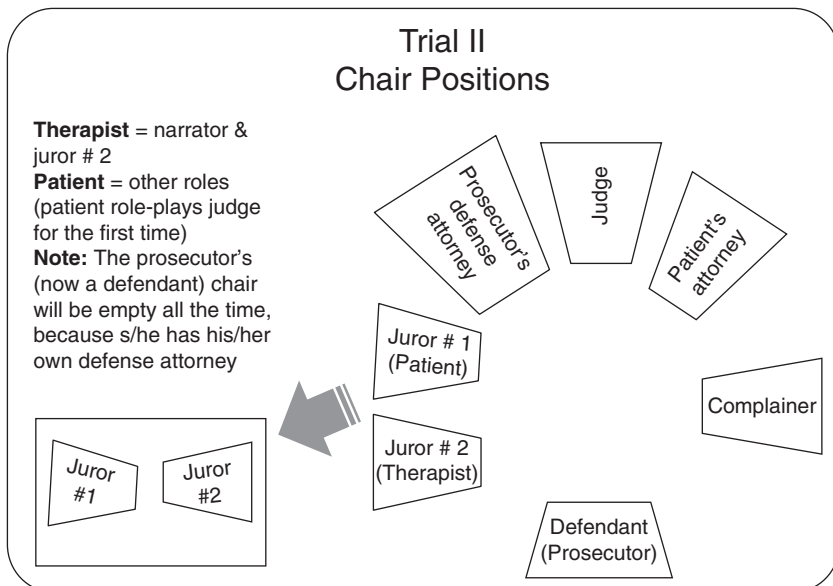 Trial II
Chair Positions
Therapist = narrator &
juror # 2
Patient = other roles
(patient role-plays judge
for the first time)
Note: The prosecutor's
(now a defendant) chair
will be empty all the time,
because s/he has his/her
own defense attorney
Prosecutor's
defense
attorney
Judge
Patient's
attorney
Juror # 1
(Patient)
Juror # 2
(Therapist)
Complainer
Defendant
(Prosecutor)
Juror
#1
Juror
#2